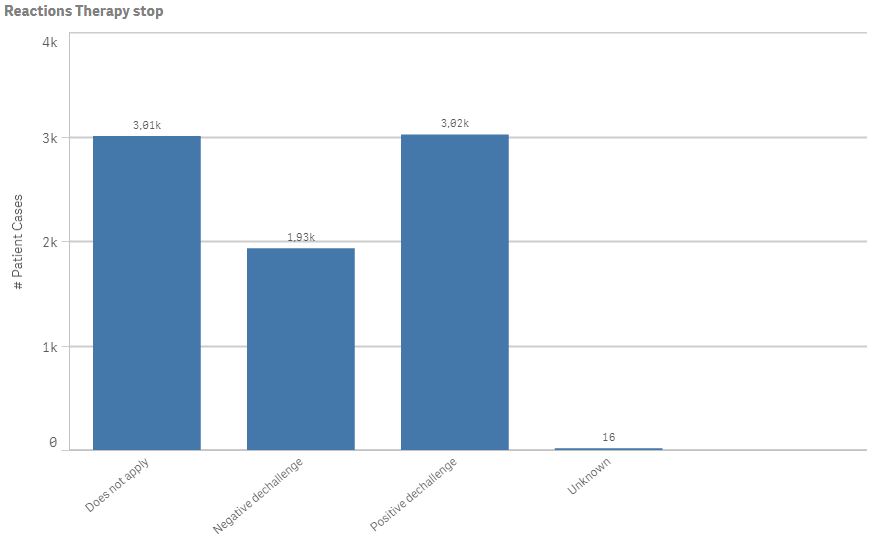 Reactions Therapy stop
4k
3k
2k
1k
0
# Patient Cases
3,01k
1,93k
3,02k
16
Does not apply
Negative dechallenge
Positive dechallenge
Unknown